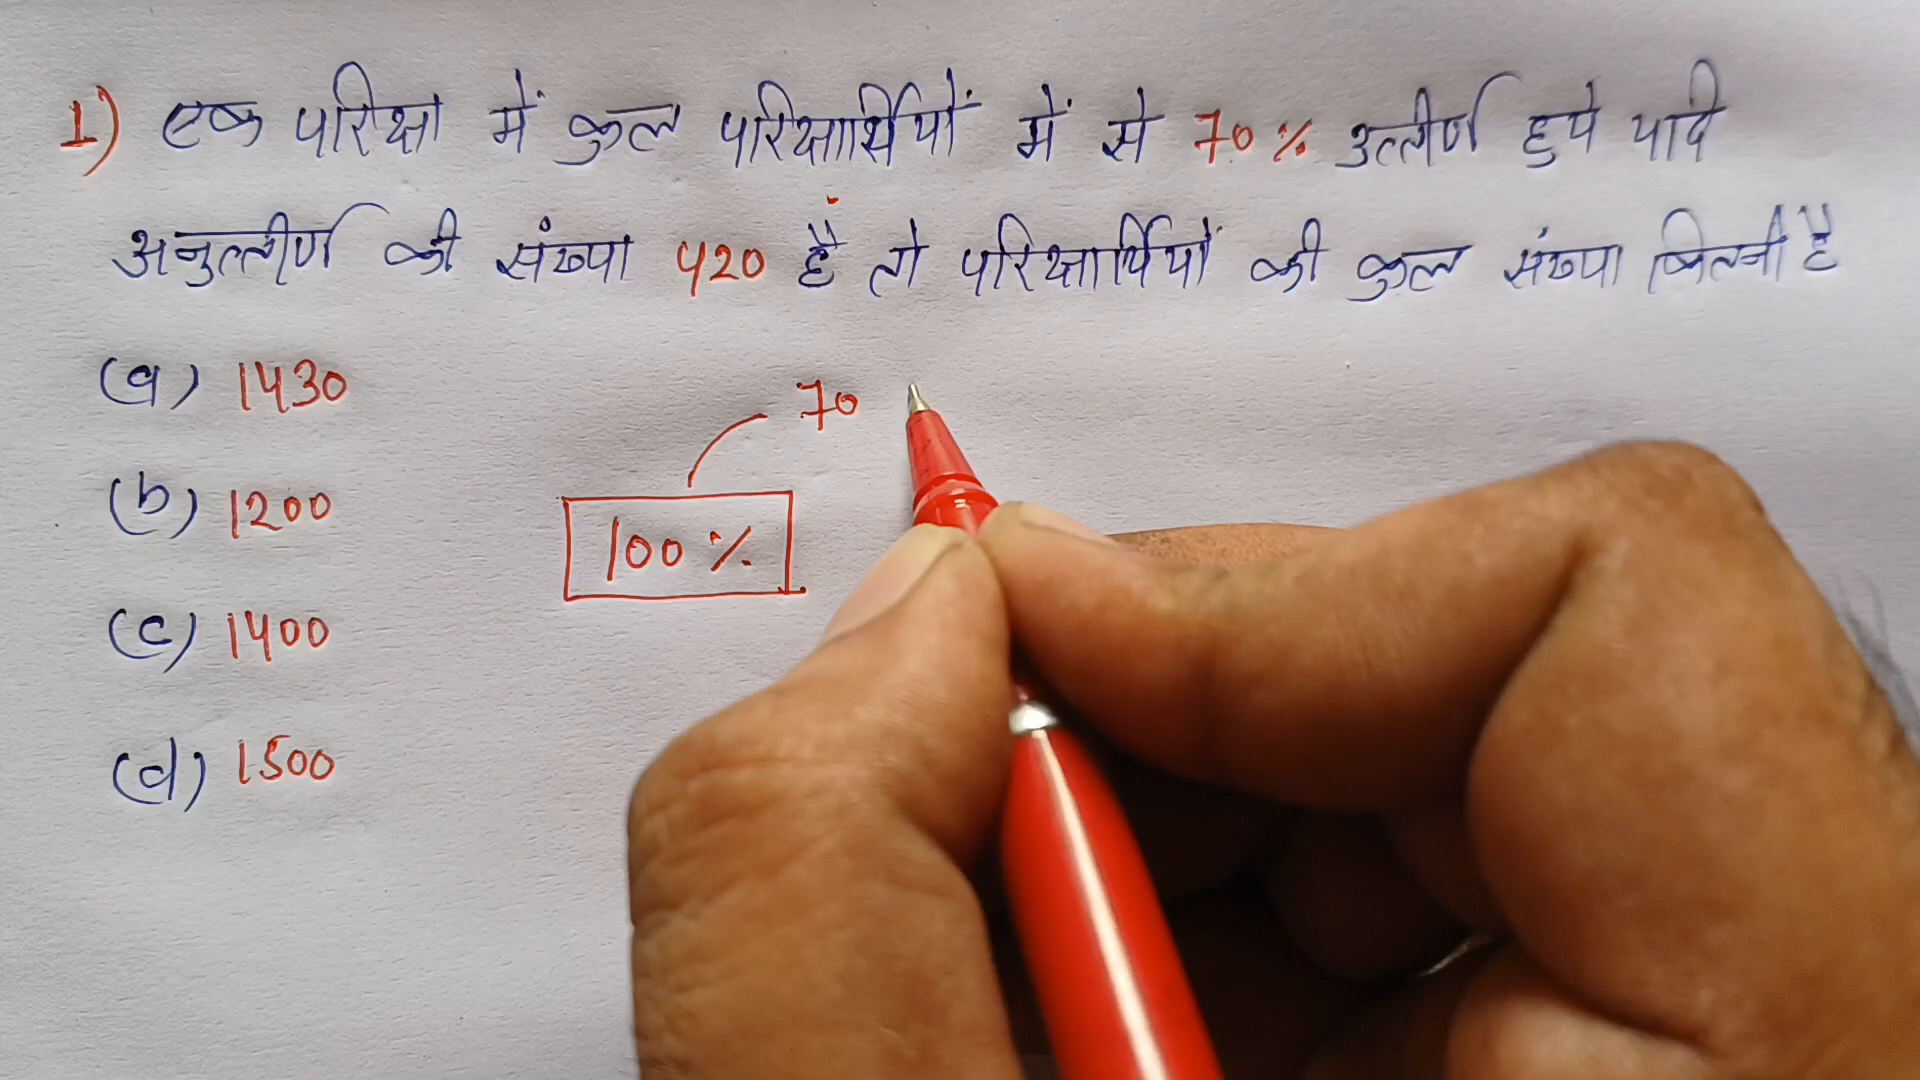 1) एक परिक्षा में कुल परिक्षार्थियों में से 70% उत्तीर्ण हुये यदि
अनुत्तीर्ण की संख्या 420 है तो परिक्षार्थियों की कुल संख्या कितनी है
(a) 1430
(b) 1200
(c) 1400
(d) 1500
70
100%